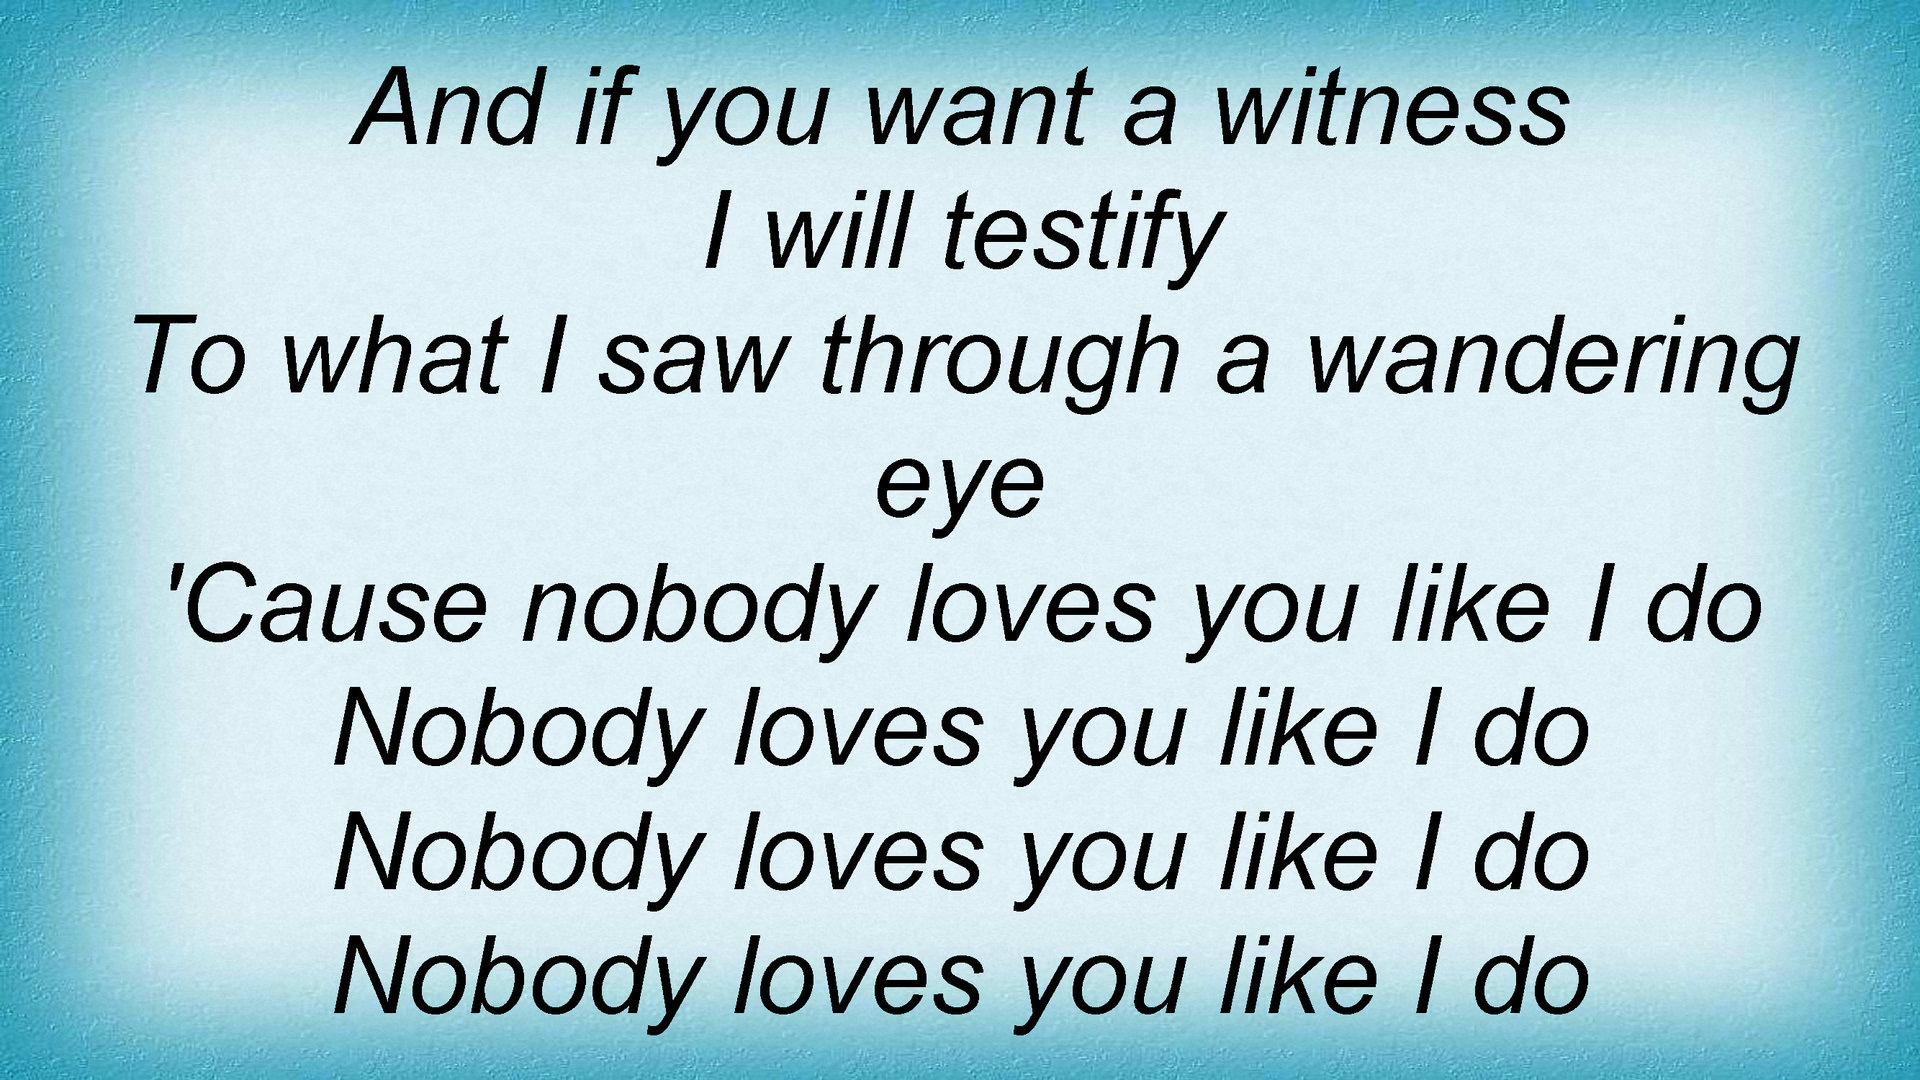 And if you want a witness
I will testify
To what I saw through a wandering
eye
'Cause nobody loves you like I do
Nobody loves you like I do
Nobody loves you like I do
Nobody loves you like I do